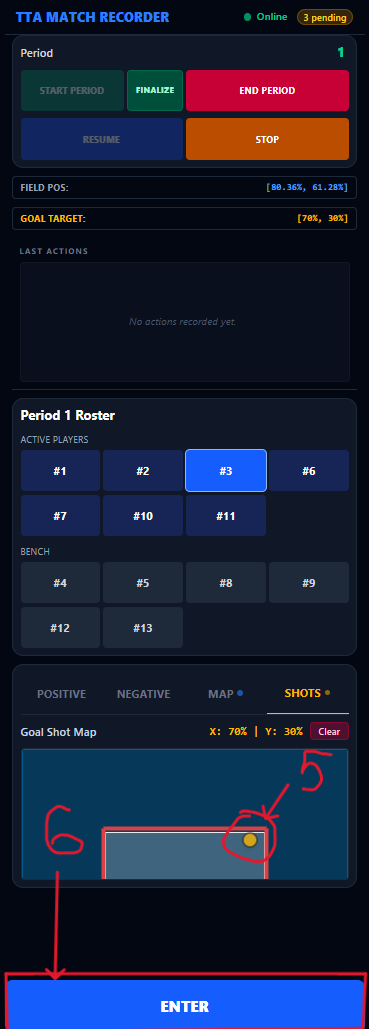 TTA MATCH RECORDER Online 3 pending
Period 1
START PERIOD FINALIZE END PERIOD
RESUME STOP
FIELD POS: [80.36%, 61.28%]
GOAL TARGET: [70%, 30%]
LAST ACTIONS
No actions recorded yet.
Period 1 Roster
ACTIVE PLAYERS
#1 #2 #3 #6
#7 #10 #11
BENCH
#4 #5 #8 #9
#12 #13
POSITIVE NEGATIVE MAP SHOTS
Goal Shot Map X: 70% | Y: 30% Clear
5
6
ENTER